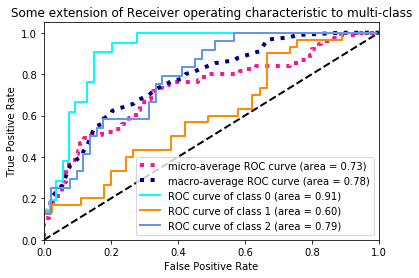 Some extension of Receiver operating characteristic to multi-class
True Positive Rate
1.0
0.8
0.6
0.4
0.2
0.0
micro-average ROC curve (area = 0.73)
macro-average ROC curve (area = 0.78)
ROC curve of class 0 (area = 0.91)
ROC curve of class 1 (area = 0.60)
ROC curve of class 2 (area = 0.79)
0.0 0.2 0.4 0.6 0.8 1.0
False Positive Rate